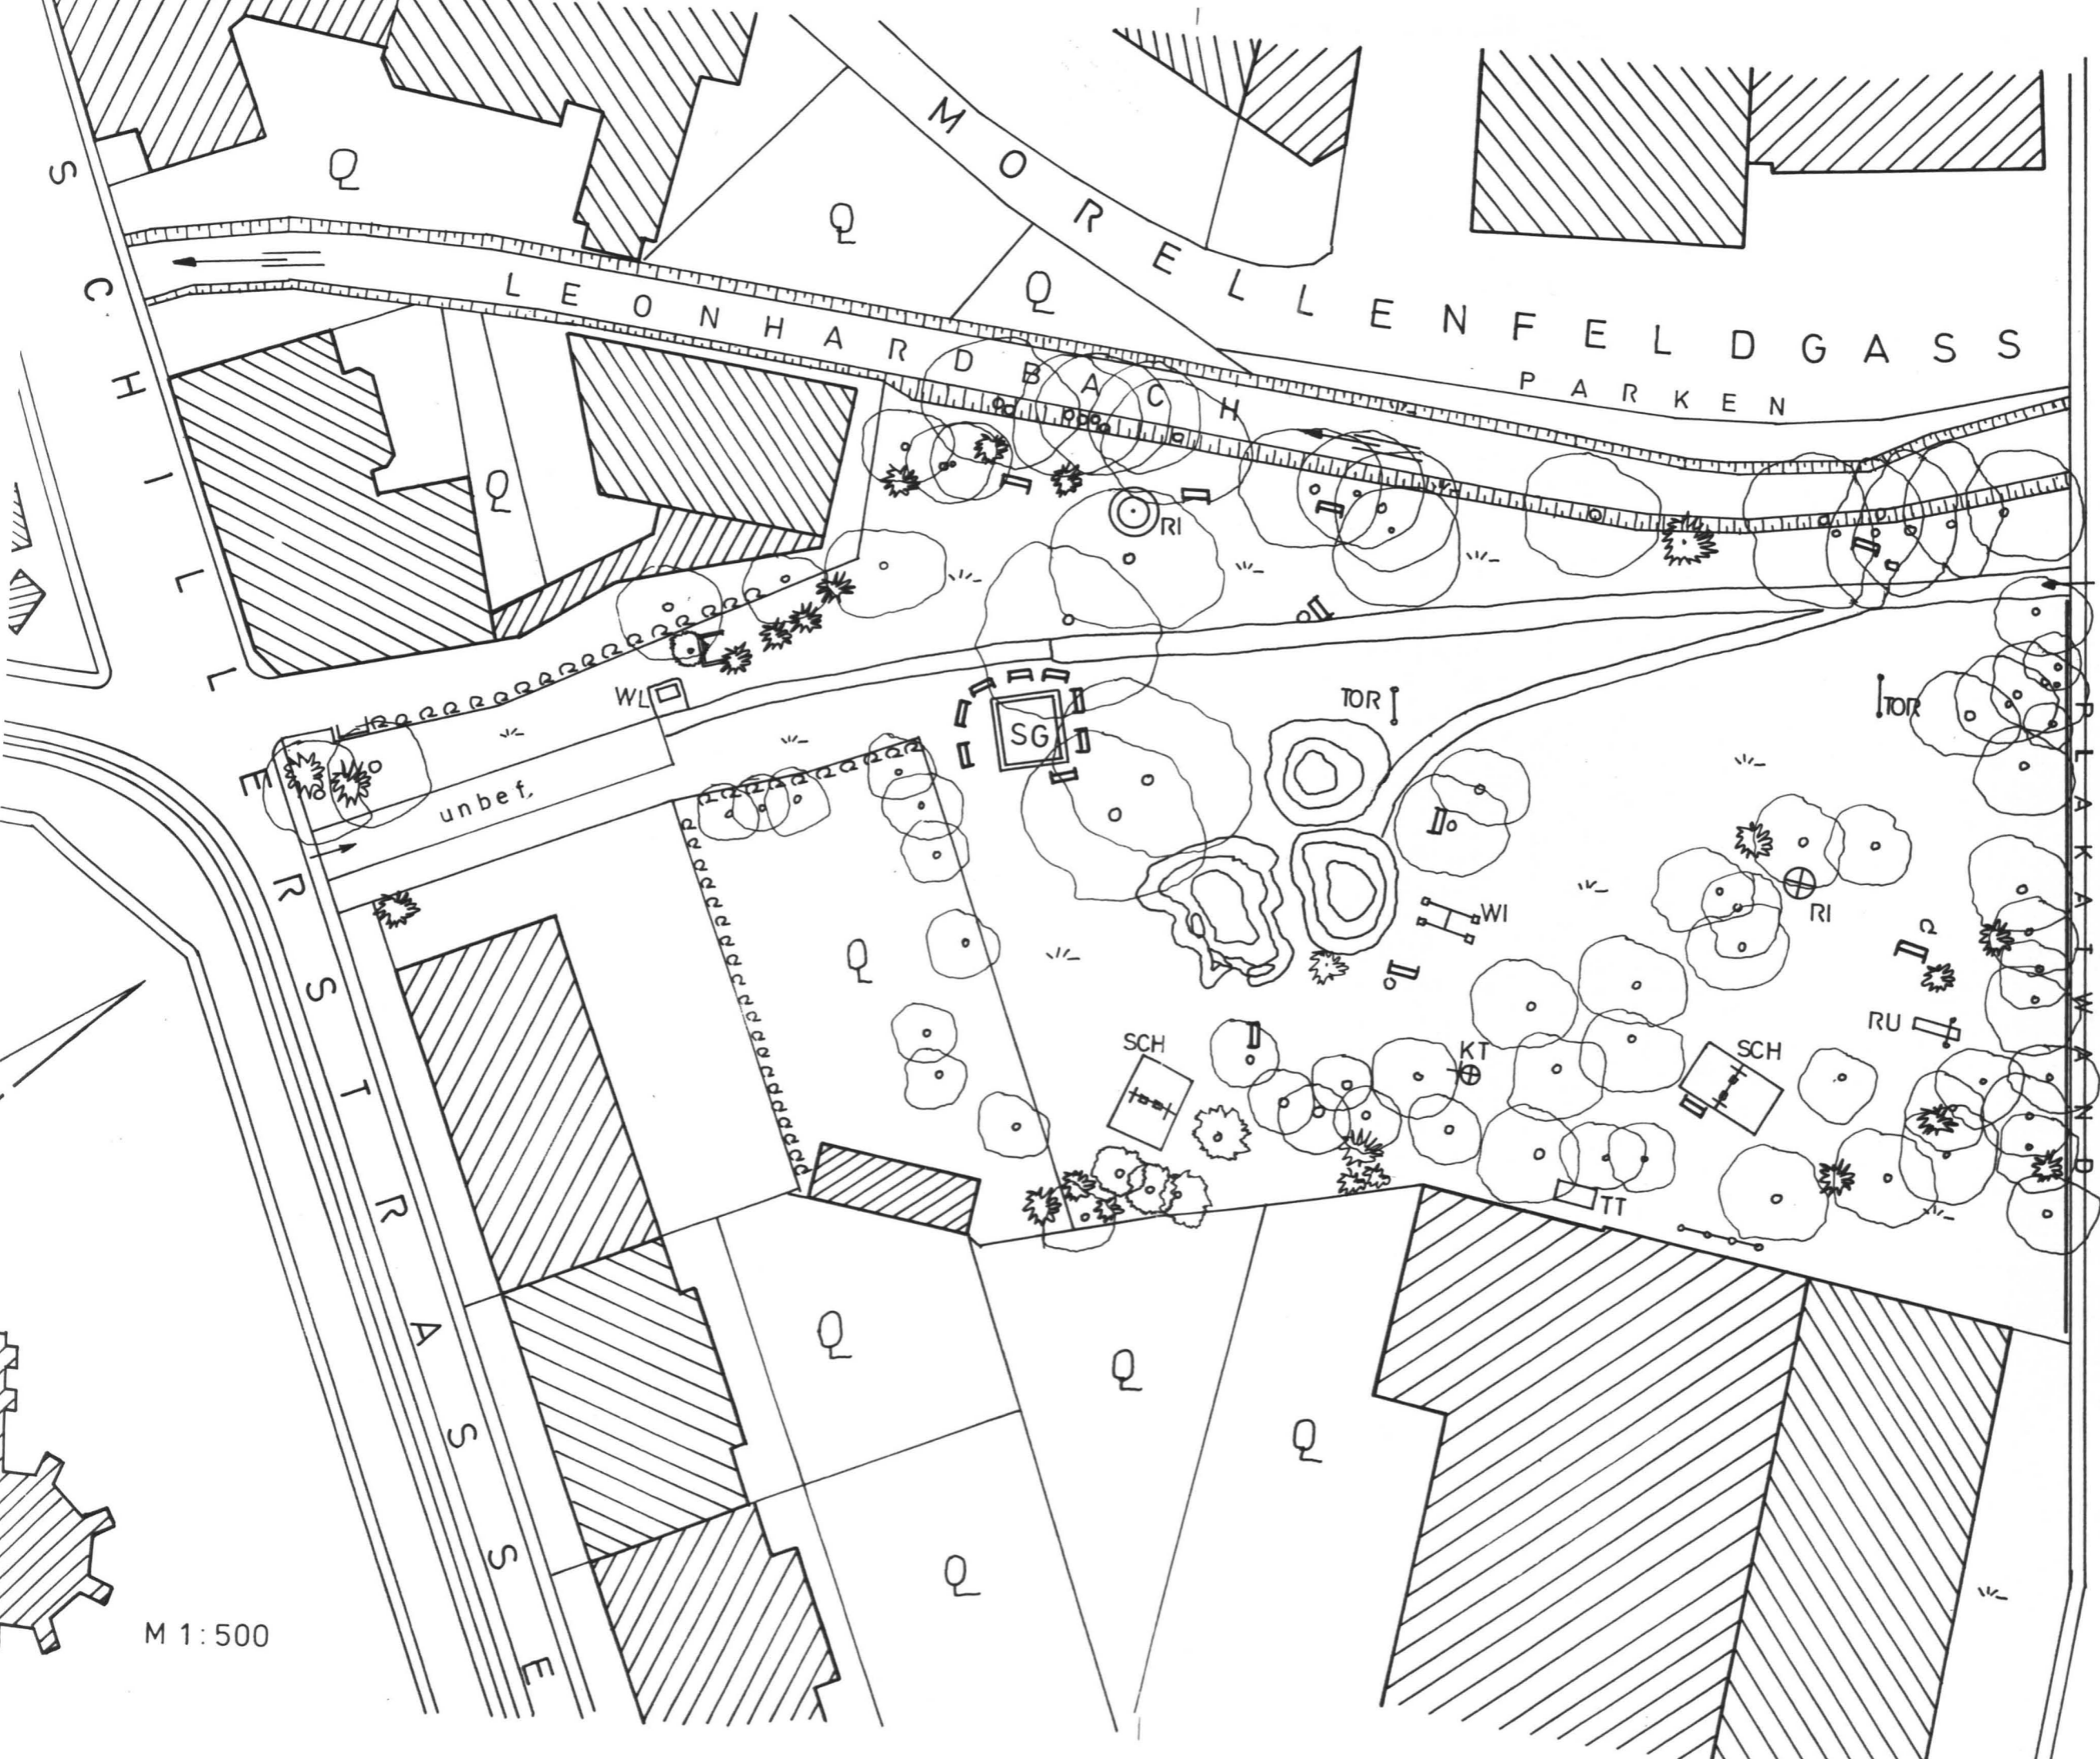 MORELLENFELDGASS
PARKEN
LEONHARDBACH
SCHILLERSTRASSE
RI
WL
SG
TOR
TOR
PLAKATWAND
unbef.
WI
RI
RU
SCH
KT
SCH
TT
M 1:500